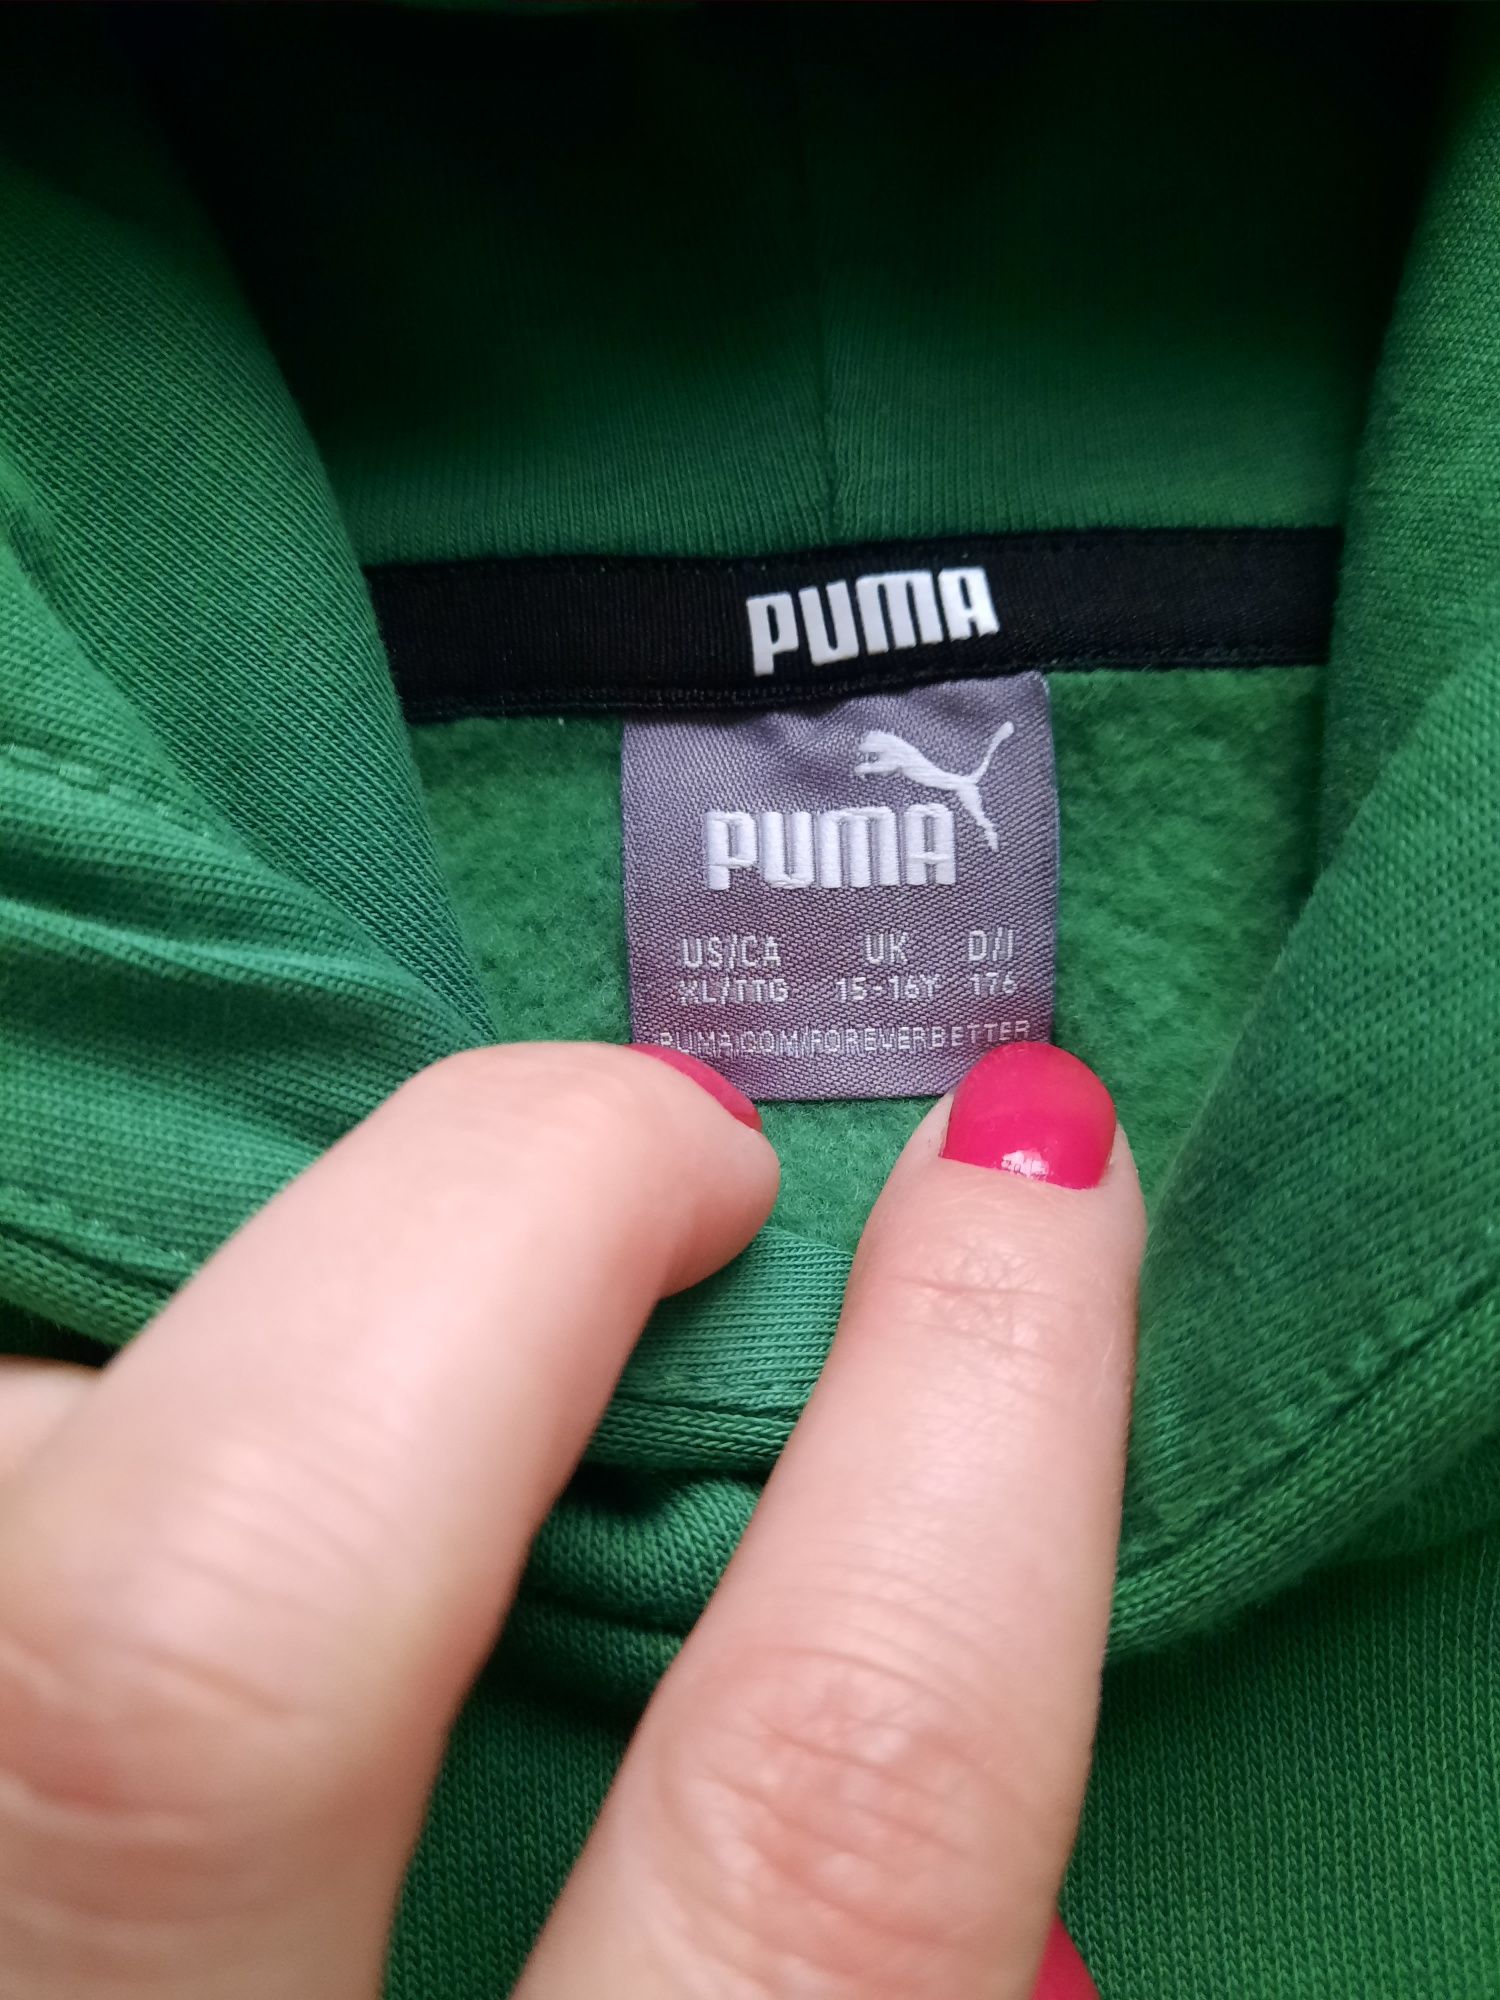 PUMA
PUMA
US/CA UK D/I
XL/TTG 15-16Y 176
PUMA.COM/FOREVERBETTER